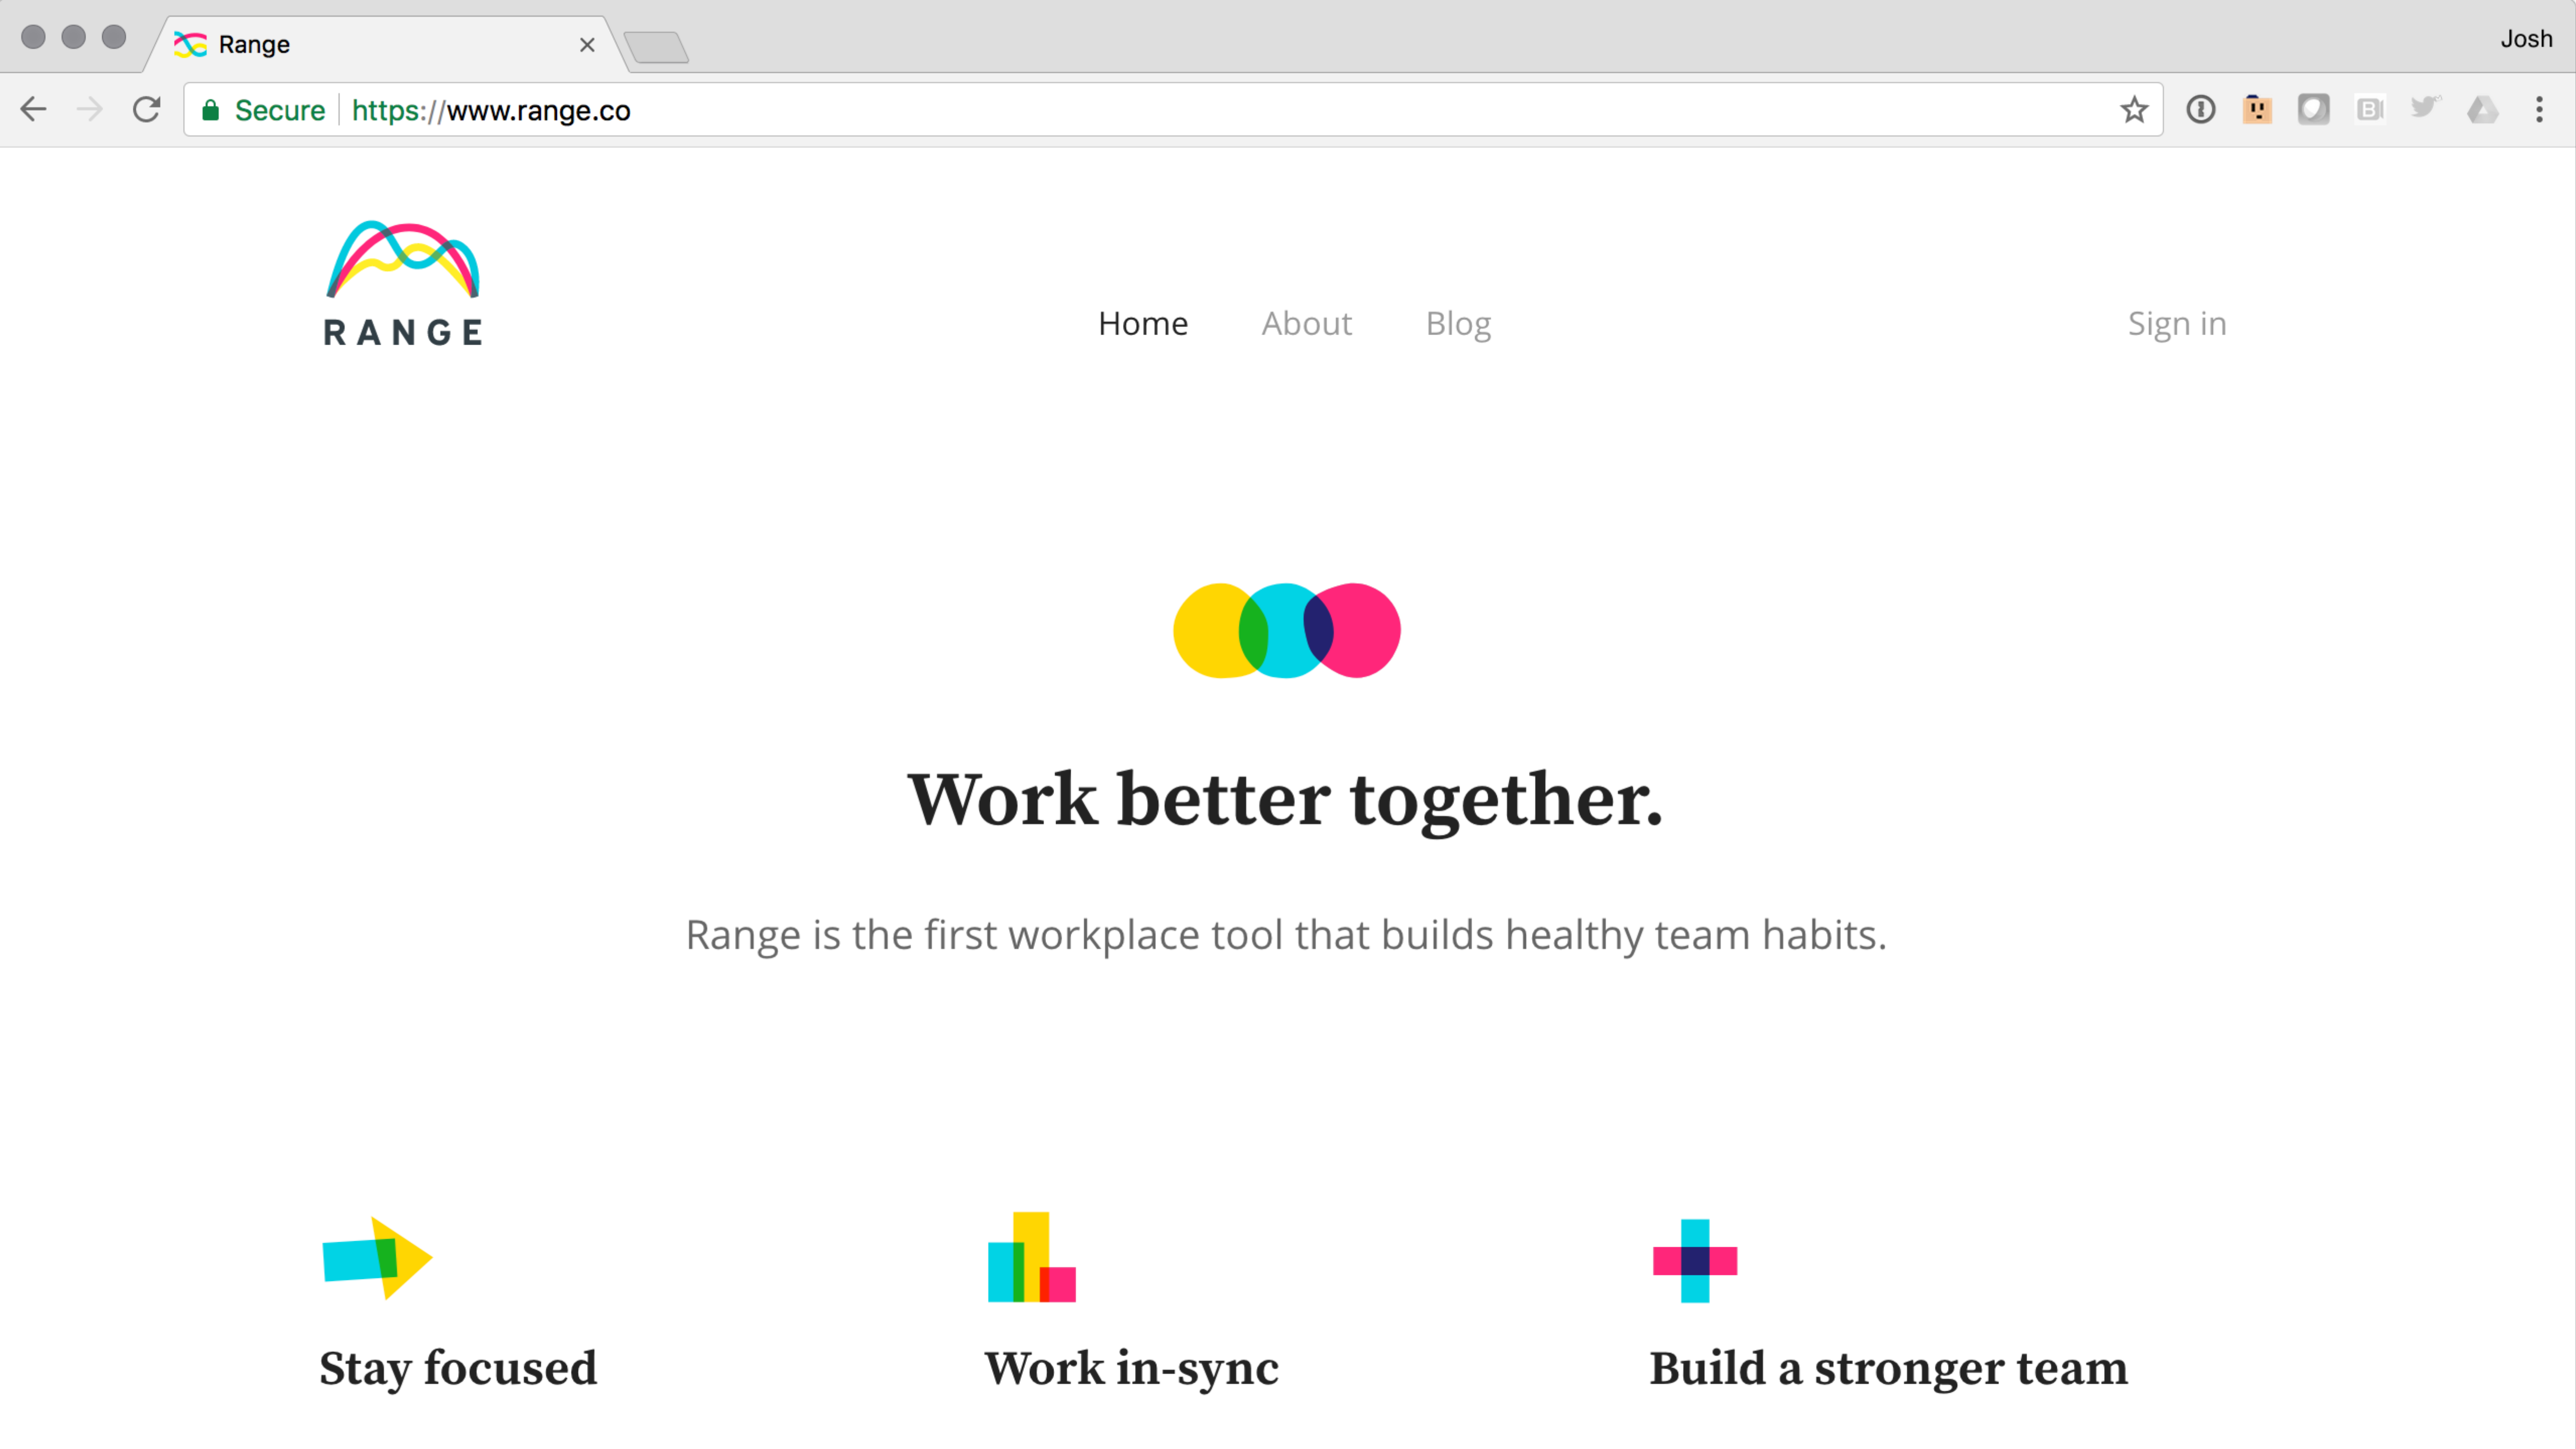 Range
Josh
Secure
https://www.range.co
RANGE
Home
About
Blog
Sign in
Work better together.
Range is the first workplace tool that builds healthy team habits.
Stay focused
Work in-sync
Build a stronger team